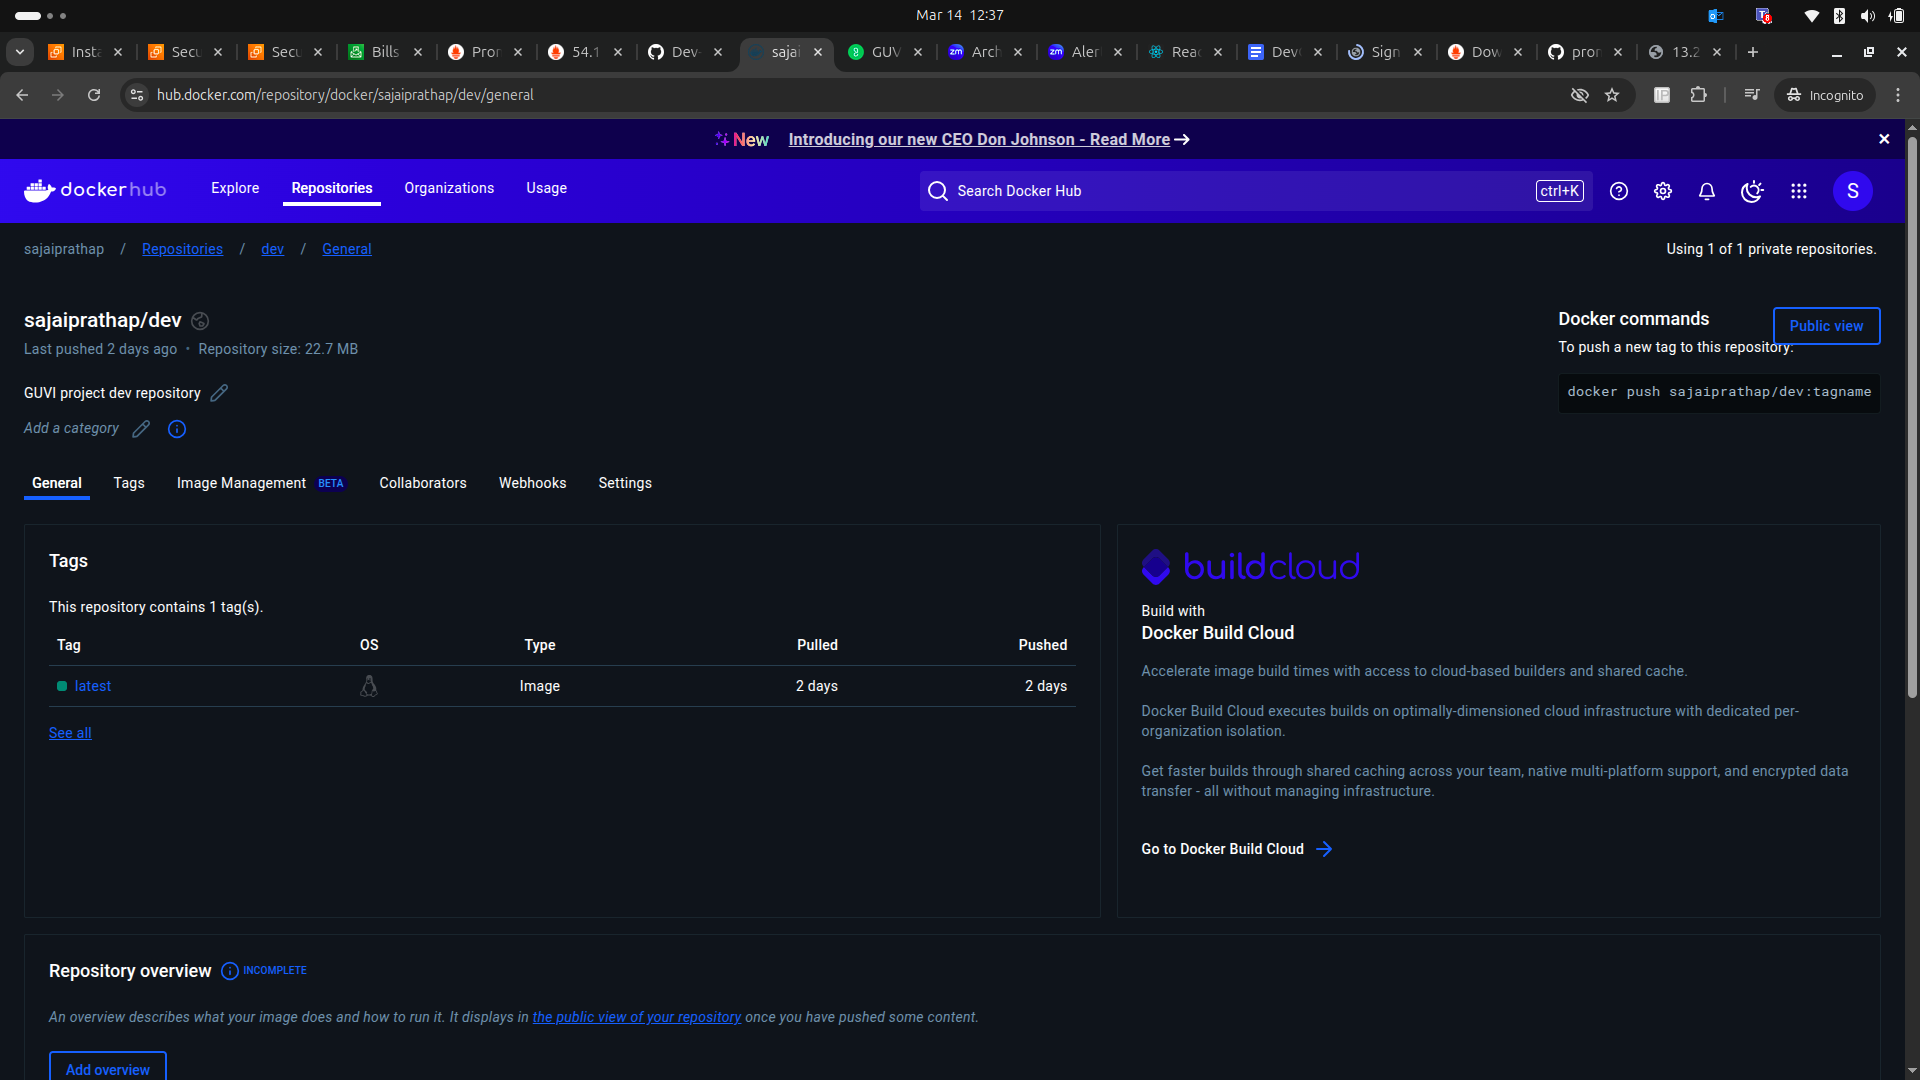 Mar 14 12:37
Insta
Secu
Secu
Bills
Pron
54.1
Dev-
sajai
GUV
Arch
Aler
Reac
Dev
Sign
Dow
pron
13.2
hub.docker.com/repository/docker/sajaiprathap/dev/general
Incognito
New Introducing our new CEO Don Johnson - Read More
dockerhub
Explore Repositories Organizations Usage
Search Docker Hub ctrl+K
S
sajaiprathap / Repositories / dev / General
Using 1 of 1 private repositories.
sajaiprathap/dev
Last pushed 2 days ago • Repository size: 22.7 MB
GUVI project dev repository
Add a category
Docker commands
Public view
To push a new tag to this repository:
docker push sajaiprathap/dev:tagname
General Tags Image Management BETA Collaborators Webhooks Settings
Tags
This repository contains 1 tag(s).
Tag OS Type Pulled Pushed
latest Image 2 days 2 days
See all
buildcloud
Build with
Docker Build Cloud
Accelerate image build times with access to cloud-based builders and shared cache.
Docker Build Cloud executes builds on optimally-dimensioned cloud infrastructure with dedicated per-
organization isolation.
Get faster builds through shared caching across your team, native multi-platform support, and encrypted data
transfer - all without managing infrastructure.
Go to Docker Build Cloud
Repository overview INCOMPLETE
An overview describes what your image does and how to run it. It displays in the public view of your repository once you have pushed some content.
Add overview